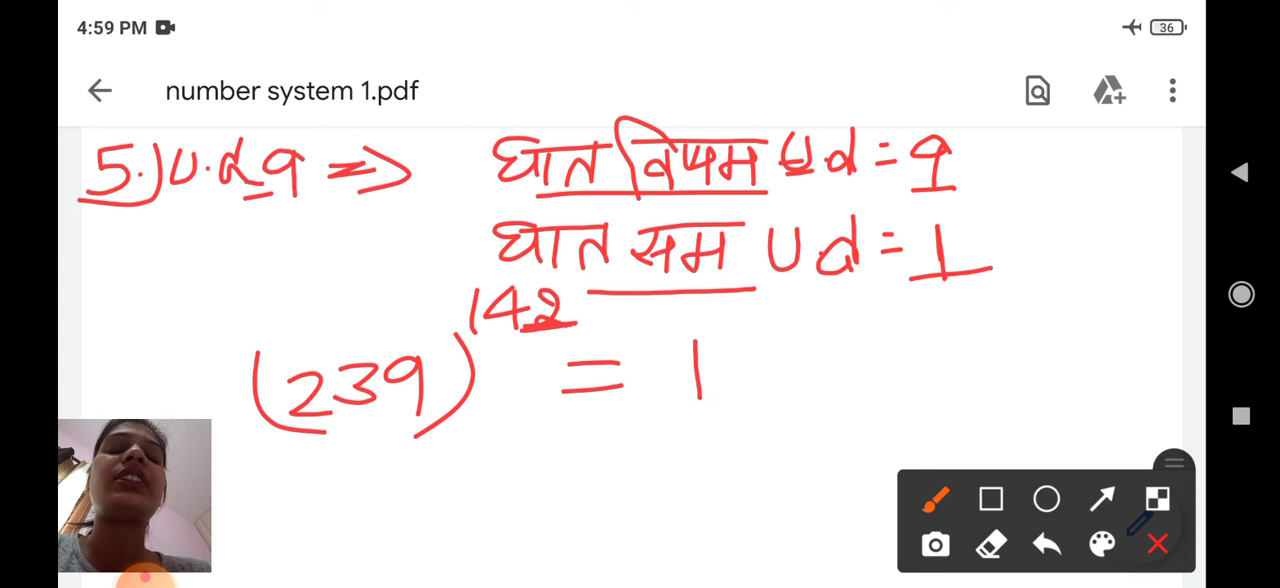 4:59 PM 36
number system 1.pdf
5.) U.d 9 => घात विषम U d = 9
घात सम U d = 1
(239)^142 = 1